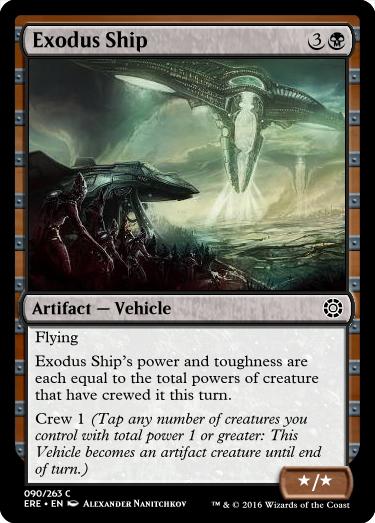 Exodus Ship 3
Artifact — Vehicle
Flying
Exodus Ship's power and toughness are
each equal to the total powers of creature
that have crewed it this turn.
Crew 1 (Tap any number of creatures you
control with total power 1 or greater: This
Vehicle becomes an artifact creature until end
of turn.)
★/★
090/263 C
ERE • EN Alexander Nanitchkov
™ & © 2016 Wizards of the Coast